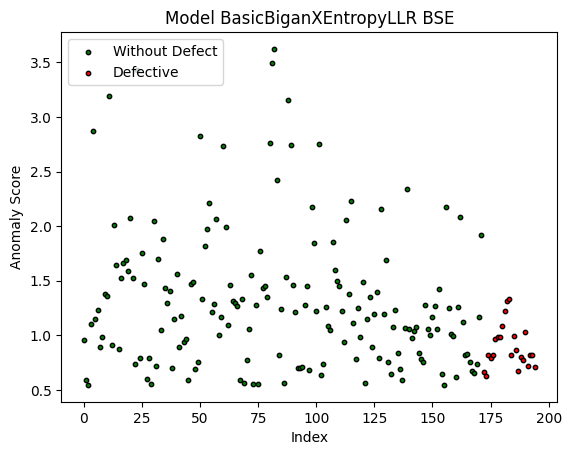 Model BasicBiganXEntropyLLR BSE
Without Defect
Defective
Anomaly Score
3.5
3.0
2.5
2.0
1.5
1.0
0.5
0 25 50 75 100 125 150 175 200
Index